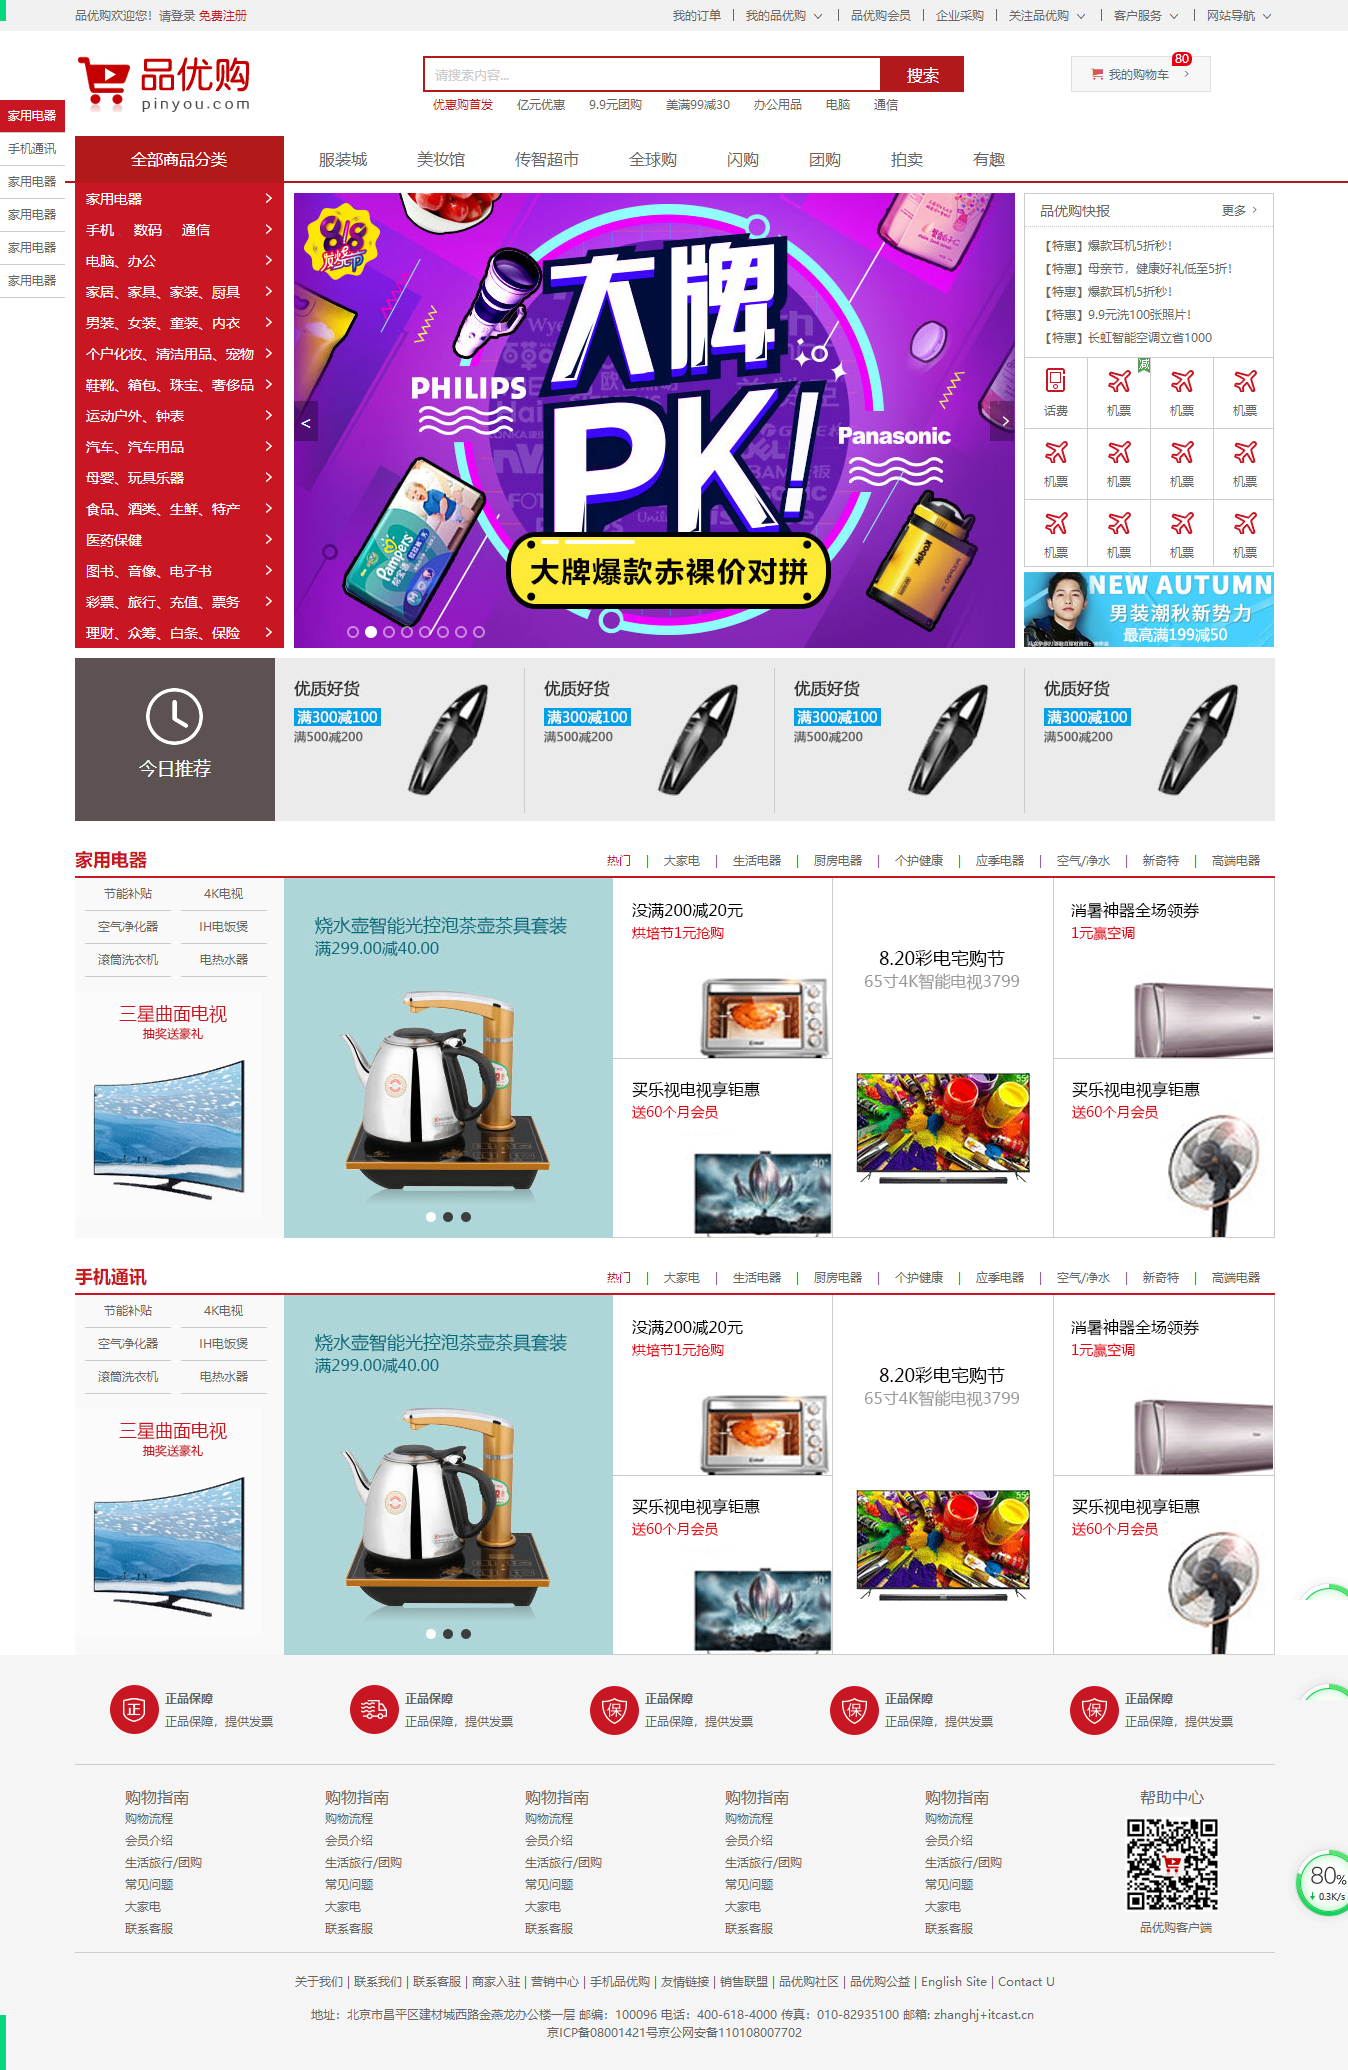 品优购欢迎您！请登录 免费注册
我的订单 | 我的品优购 | 品优购会员 | 企业采购 | 关注品优购 | 客户服务 | 网站导航
品优购
pinyou.com
请搜索内容...
搜索
我的购物车
80
优惠购首发 亿元优惠 9.9元团购 美满99减30 办公用品 电脑 通信
家用电器
手机通讯
家用电器
家用电器
家用电器
家用电器
全部商品分类
服装城 美妆馆 传智超市 全球购 闪购 团购 拍卖 有趣
家用电器
手机 数码 通信
电脑、办公
家居、家具、家装、厨具
男装、女装、童装、内衣
个户化妆、清洁用品、宠物
鞋靴、箱包、珠宝、奢侈品
运动户外、钟表
汽车、汽车用品
母婴、玩具乐器
食品、酒类、生鲜、特产
医药保健
图书、音像、电子书
彩票、旅行、充值、票务
理财、众筹、白条、保险
大牌
PK!
PHILIPS
Panasonic
Pampers
Kodak
大牌爆款赤裸价对拼
<
>
品优购快报
更多
【特惠】爆款耳机5折秒！
【特惠】母亲节，健康好礼低至5折！
【特惠】爆款耳机5折秒！
【特惠】9.9元洗100张照片！
【特惠】长虹智能空调立省1000
减
话费 机票 机票 机票
机票 机票 机票 机票
机票 机票 机票 机票
NEW AUTUMN
男装潮秋新势力
最高满199减50
今日推荐
优质好货
满300减100
满500减200
优质好货
满300减100
满500减200
优质好货
满300减100
满500减200
优质好货
满300减100
满500减200
家用电器
热门 | 大家电 | 生活电器 | 厨房电器 | 个护健康 | 应季电器 | 空气/净水 | 新奇特 | 高端电器
节能补贴 4K电视
空气净化器 IH电饭煲
滚筒洗衣机 电热水器
三星曲面电视
抽奖送豪礼
烧水壶智能光控泡茶壶茶具套装
满299.00减40.00
没满200减20元
烘培节1元抢购
买乐视电视享钜惠
送60个月会员
40"
8.20彩电宅购节
65寸4K智能电视3799
55"
消暑神器全场领券
1元赢空调
买乐视电视享钜惠
送60个月会员
手机通讯
热门 | 大家电 | 生活电器 | 厨房电器 | 个护健康 | 应季电器 | 空气/净水 | 新奇特 | 高端电器
节能补贴 4K电视
空气净化器 IH电饭煲
滚筒洗衣机 电热水器
三星曲面电视
抽奖送豪礼
烧水壶智能光控泡茶壶茶具套装
满299.00减40.00
没满200减20元
烘培节1元抢购
买乐视电视享钜惠
送60个月会员
40"
8.20彩电宅购节
65寸4K智能电视3799
55"
消暑神器全场领券
1元赢空调
买乐视电视享钜惠
送60个月会员
正
正品保障
正品保障，提供发票
正品保障
正品保障，提供发票
保
正品保障
正品保障，提供发票
保
正品保障
正品保障，提供发票
保
正品保障
正品保障，提供发票
购物指南 购物指南 购物指南 购物指南 购物指南 帮助中心
购物流程 购物流程 购物流程 购物流程 购物流程
会员介绍 会员介绍 会员介绍 会员介绍 会员介绍
生活旅行/团购 生活旅行/团购 生活旅行/团购 生活旅行/团购 生活旅行/团购
常见问题 常见问题 常见问题 常见问题 常见问题
大家电 大家电 大家电 大家电 大家电
联系客服 联系客服 联系客服 联系客服 联系客服
品优购客户端
80%
0.3K/s
关于我们 | 联系我们 | 联系客服 | 商家入驻 | 营销中心 | 手机品优购 | 友情链接 | 销售联盟 | 品优购社区 | 品优购公益 | English Site | Contact U
地址：北京市昌平区建材城西路金燕龙办公楼一层 邮编：100096 电话：400-618-4000 传真：010-82935100 邮箱: zhanghj+itcast.cn
京ICP备08001421号京公网安备110108007702